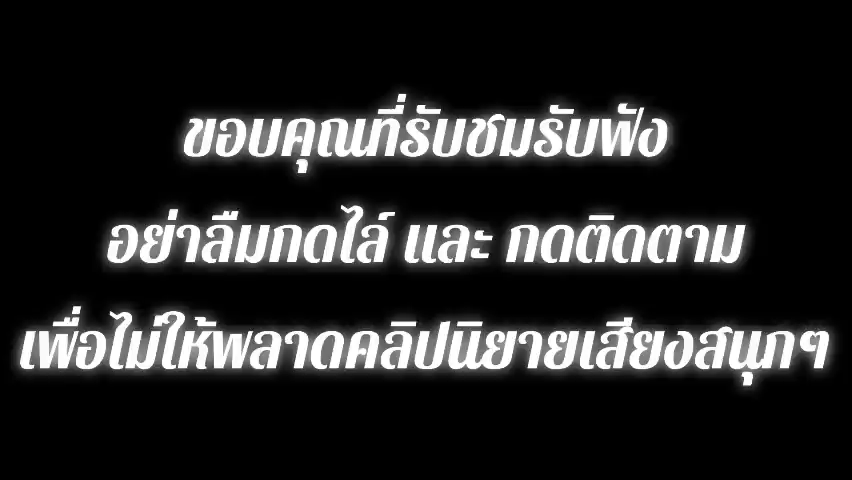 ขอบคุณที่รับชมรับฟัง
อย่าลืมกดไล์ และ กดติดตาม
เพื่อไม่ให้พลาดคลิปนิยายเสียงสนุกๆ